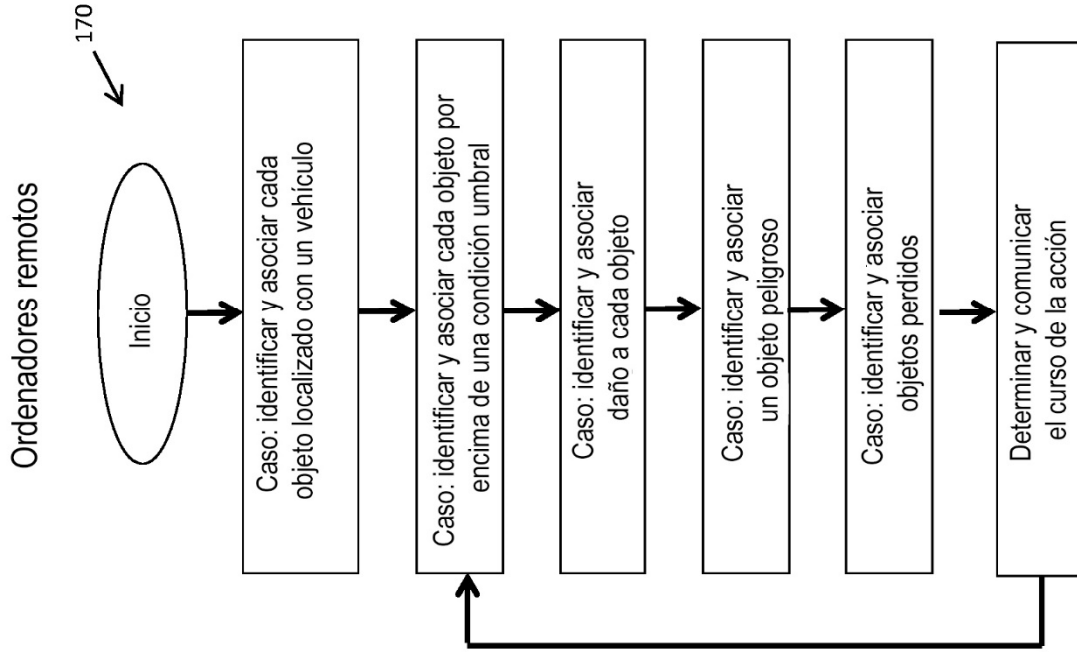 Ordenadores remotos
170
Inicio
Caso: identificar y asociar cada
objeto localizado con un vehículo
Caso: identificar y asociar cada objeto por
encima de una condición umbral
Caso: identificar y asociar
daño a cada objeto
Caso: identificar y asociar
un objeto peligroso
Caso: identificar y asociar
objetos perdidos
Determinar y comunicar
el curso de la acción